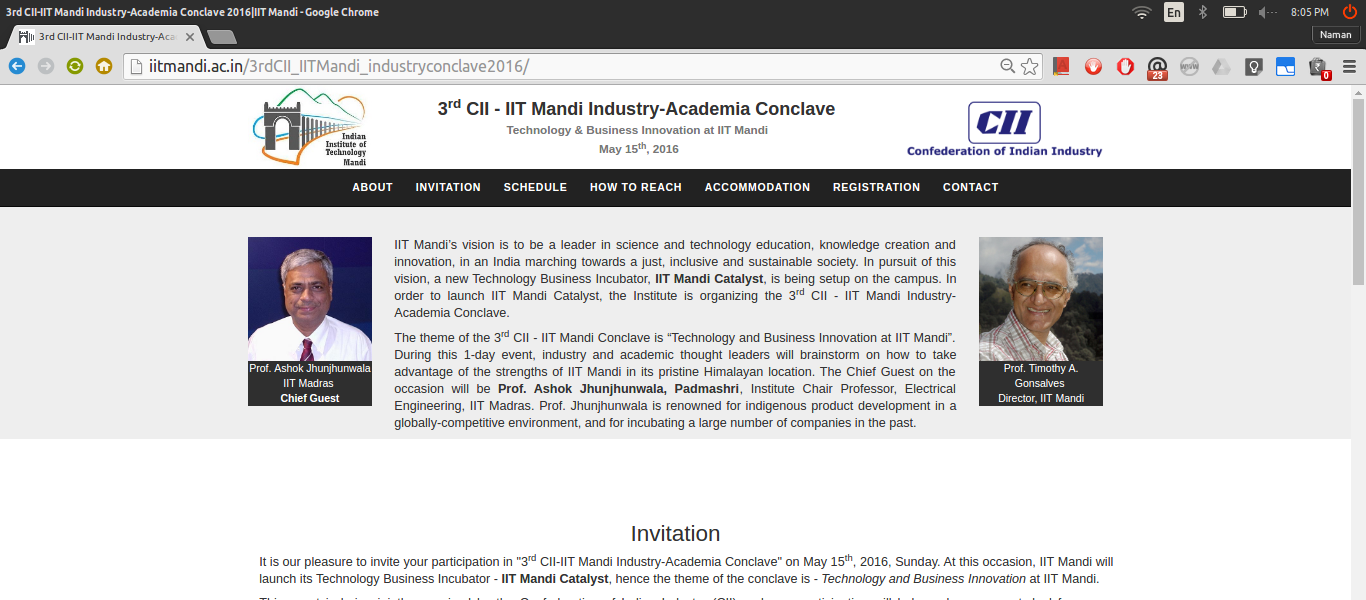 3rd CII-IIT Mandi Industry-Academia Conclave 2016|IIT Mandi - Google Chrome
En
8:05 PM
3rd CII-IIT Mandi Industry-Aca
Naman
iitmandi.ac.in/3rdCII_IITMandi_industryconclave2016/
23
www
0
Indian
Institute of
Technology
Mandi
3rd CII - IIT Mandi Industry-Academia Conclave
Technology & Business Innovation at IIT Mandi
May 15th, 2016
CII
Confederation of Indian Industry
ABOUT INVITATION SCHEDULE HOW TO REACH ACCOMMODATION REGISTRATION CONTACT
Prof. Ashok Jhunjhunwala
IIT Madras
Chief Guest
IIT Mandi’s vision is to be a leader in science and technology education, knowledge creation and
innovation, in an India marching towards a just, inclusive and sustainable society. In pursuit of this
vision, a new Technology Business Incubator, IIT Mandi Catalyst, is being setup on the campus. In
order to launch IIT Mandi Catalyst, the Institute is organizing the 3rd CII - IIT Mandi Industry-
Academia Conclave.
The theme of the 3rd CII - IIT Mandi Conclave is “Technology and Business Innovation at IIT Mandi”.
During this 1-day event, industry and academic thought leaders will brainstorm on how to take
advantage of the strengths of IIT Mandi in its pristine Himalayan location. The Chief Guest on the
occasion will be Prof. Ashok Jhunjhunwala, Padmashri, Institute Chair Professor, Electrical
Engineering, IIT Madras. Prof. Jhunjhunwala is renowned for indigenous product development in a
globally-competitive environment, and for incubating a large number of companies in the past.
Prof. Timothy A.
Gonsalves
Director, IIT Mandi
Invitation
It is our pleasure to invite your participation in "3rd CII-IIT Mandi Industry-Academia Conclave" on May 15th, 2016, Sunday. At this occasion, IIT Mandi will
launch its Technology Business Incubator - IIT Mandi Catalyst, hence the theme of the conclave is - Technology and Business Innovation at IIT Mandi.